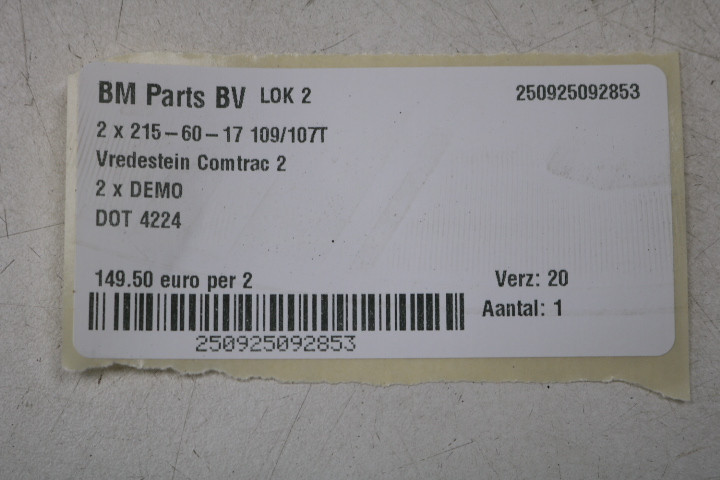 BM Parts BV LOK 2 250925092853
2 x 215-60-17 109/107T
Vredestein Comtrac 2
2 x DEMO
DOT 4224
149.50 euro per 2 Verz: 20
Aantal: 1
250925092853